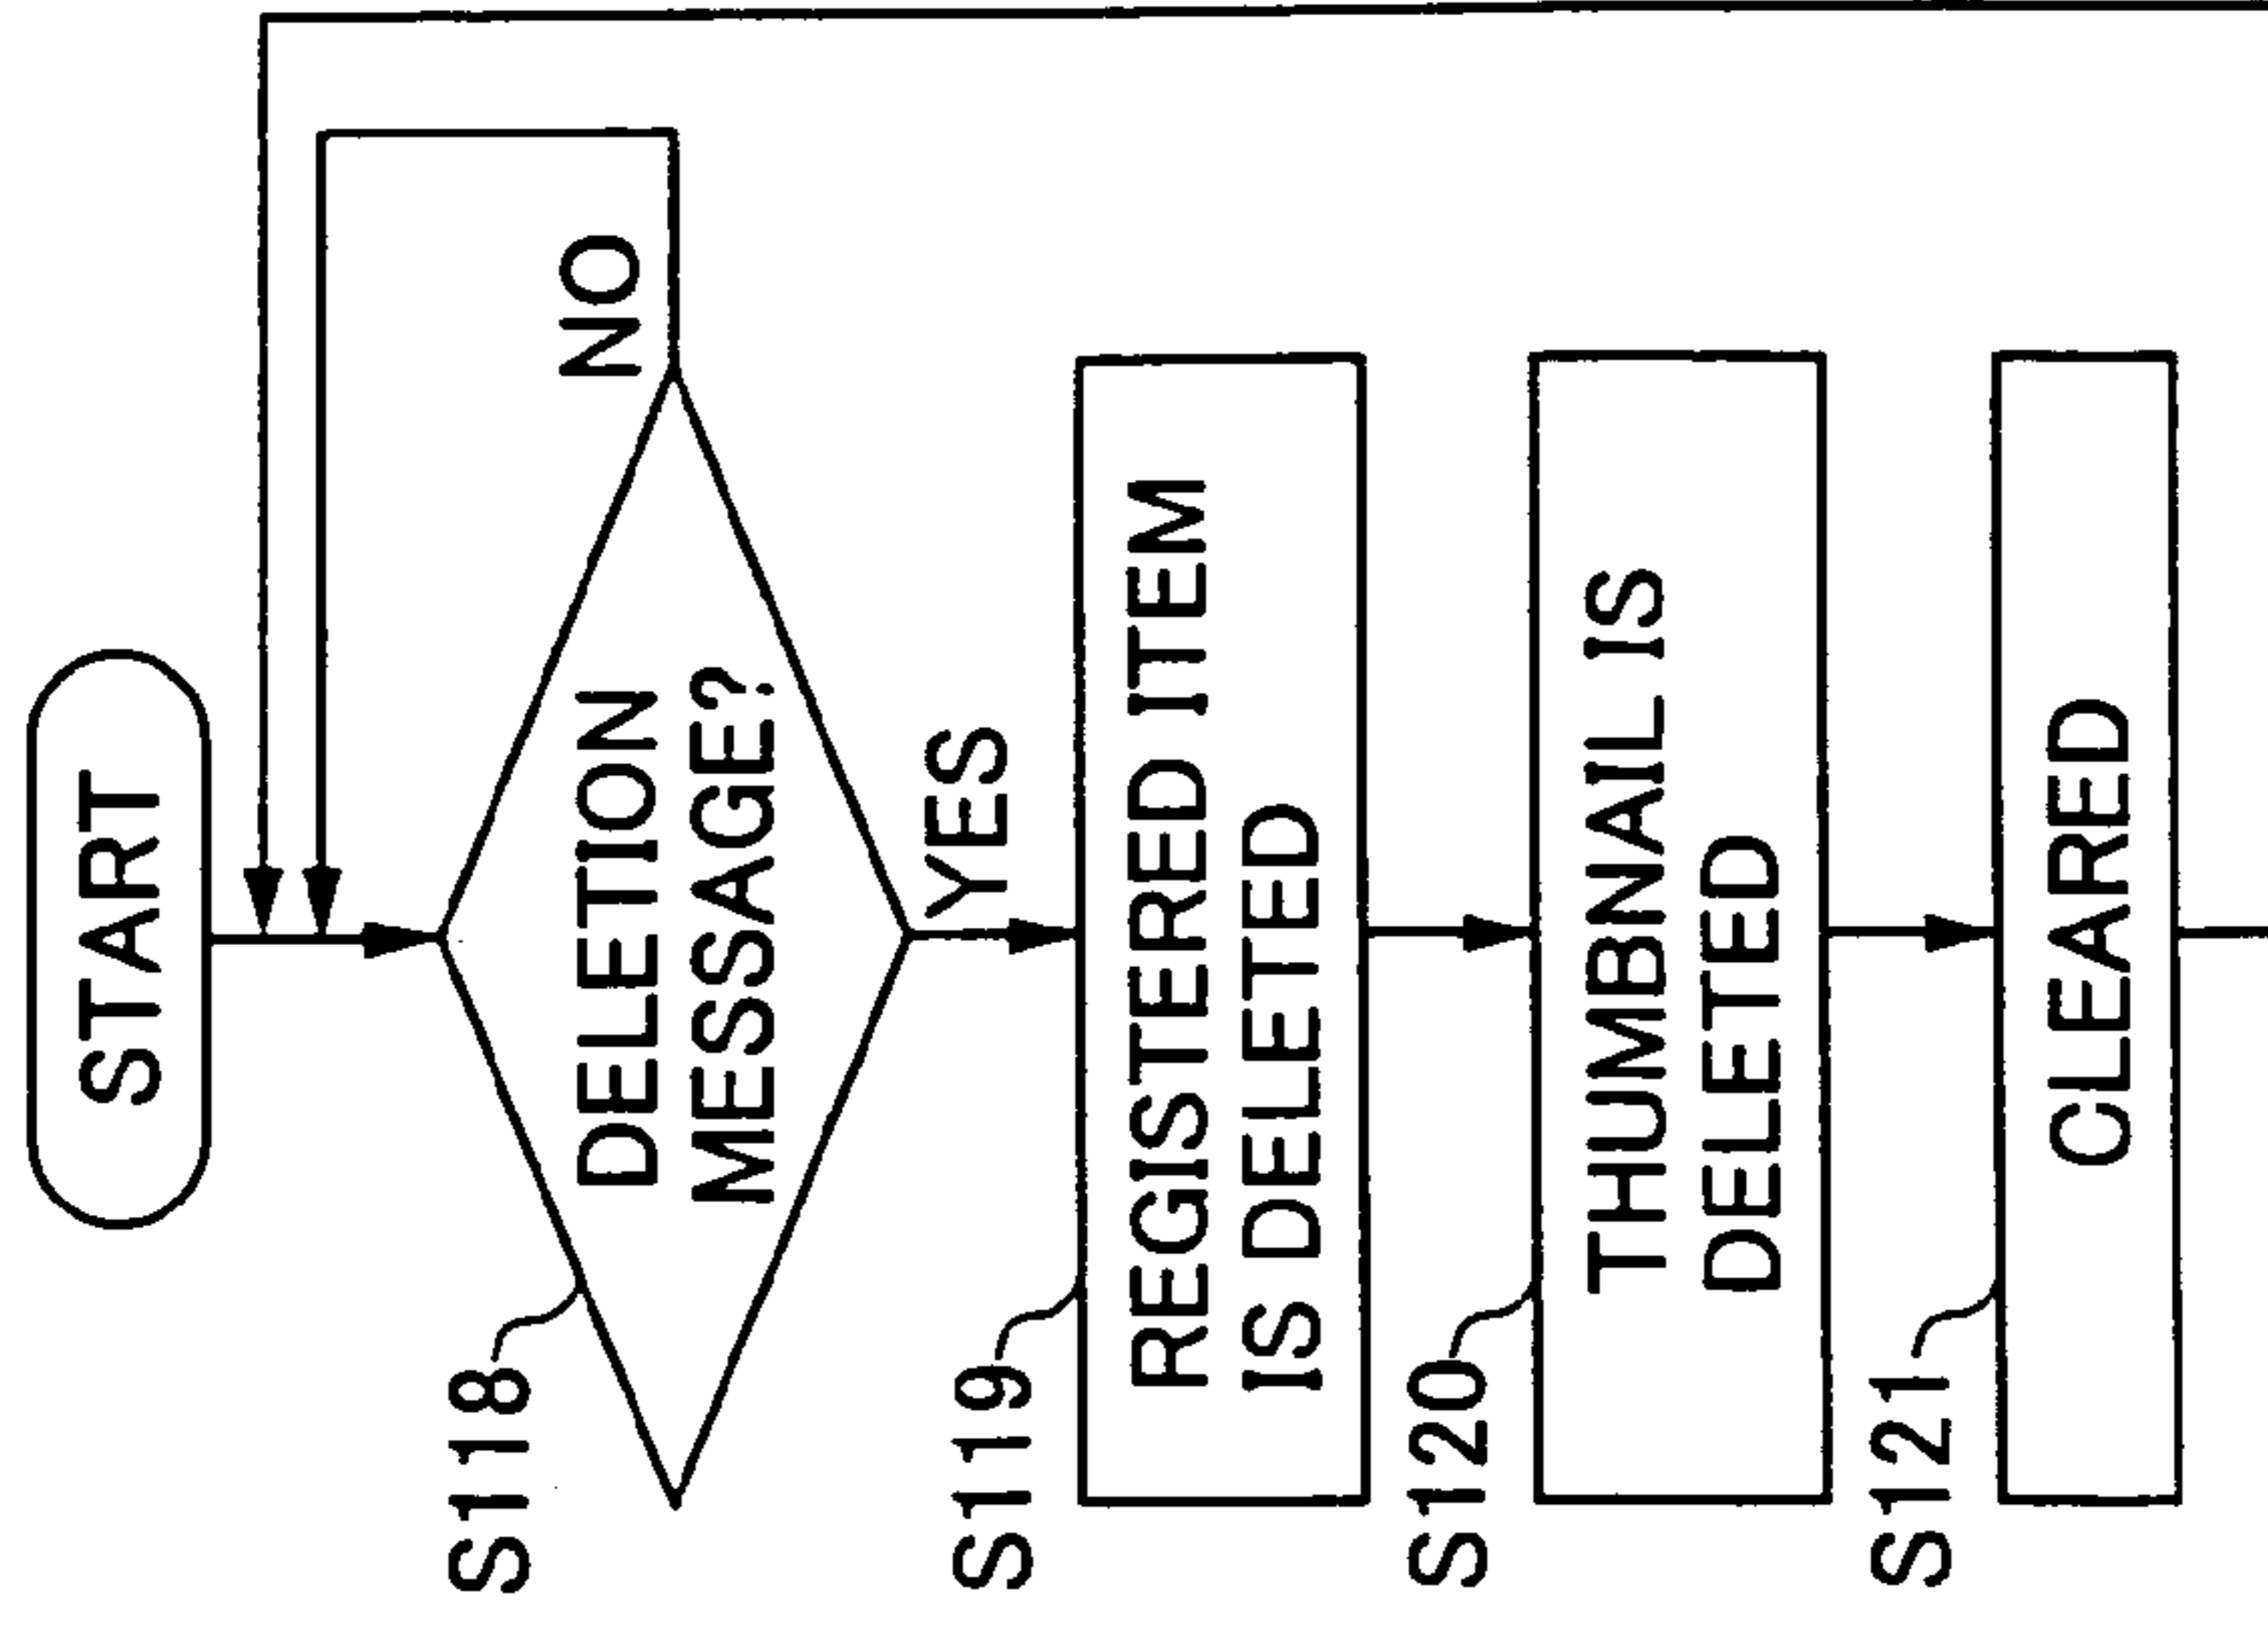 START
S118
DELETION
MESSAGE?
NO
YES
S119
REGISTERED ITEM
IS DELETED
S120
THUMBNAIL IS
DELETED
S121
CLEARED